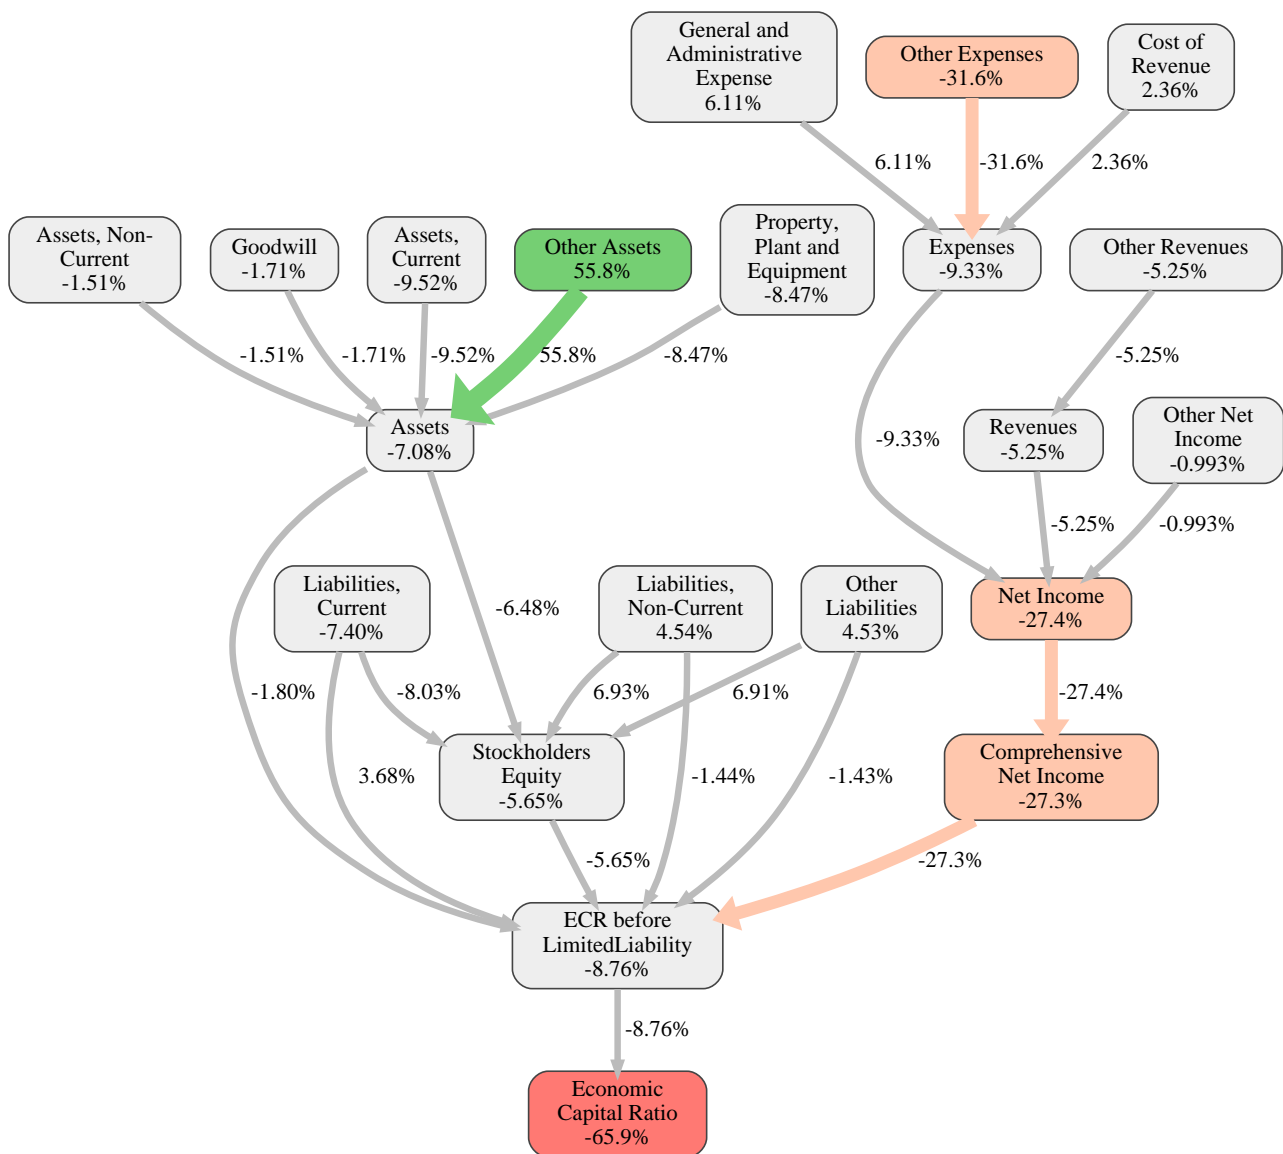 General and
Administrative
Expense
6.11%
Other Expenses
-31.6%
Cost of
Revenue
2.36%
6.11%
-31.6%
2.36%
Assets, Non-
Current
-1.51%
Goodwill
-1.71%
Assets,
Current
-9.52%
Other Assets
55.8%
Property,
Plant and
Equipment
-8.47%
Expenses
-9.33%
Other Revenues
-5.25%
-1.51%
-1.71%
-9.52%
55.8%
-8.47%
-5.25%
Assets
-7.08%
-9.33%
Revenues
-5.25%
Other Net
Income
-0.993%
-5.25%
-0.993%
Liabilities,
Current
-7.40%
-6.48%
Liabilities,
Non-Current
4.54%
Other
Liabilities
4.53%
Net Income
-27.4%
-1.80%
-8.03%
6.93%
6.91%
-27.4%
3.68%
Stockholders
Equity
-5.65%
-1.44%
-1.43%
Comprehensive
Net Income
-27.3%
-5.65%
-27.3%
ECR before
LimitedLiability
-8.76%
-8.76%
Economic
Capital Ratio
-65.9%